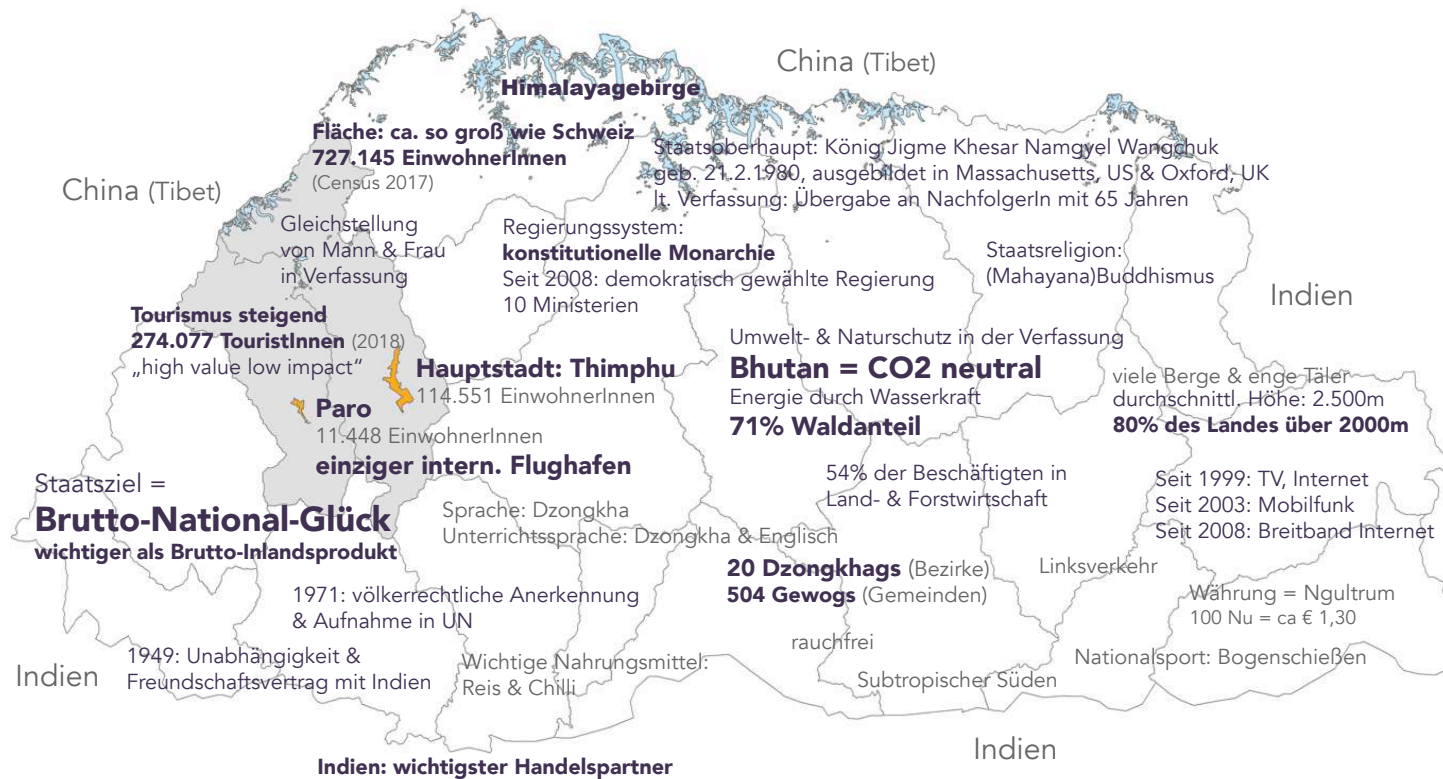 China (Tibet)
Himalayagebirge
Fläche: ca. so groß wie Schweiz
727.145 EinwohnerInnen
(Census 2017)
Staatsoberhaupt: König Jigme Khesar Namgyel Wangchuk
geb. 21.2.1980, ausgebildet in Massachusetts, US & Oxford, UK
lt. Verfassung: Übergabe an NachfolgerIn mit 65 Jahren
China (Tibet)
Gleichstellung
von Mann & Frau
in Verfassung
Regierungssystem:
konstitutionelle Monarchie
Seit 2008: demokratisch gewählte Regierung
10 Ministerien
Staatsreligion:
(Mahayana)Buddhismus
Indien
Tourismus steigend
274.077 TouristInnen (2018)
„high value low impact“
Hauptstadt: Thimphu
114.551 EinwohnerInnen
Paro
11.448 EinwohnerInnen
einziger intern. Flughafen
Umwelt- & Naturschutz in der Verfassung
Bhutan = CO2 neutral
Energie durch Wasserkraft
71% Waldanteil
viele Berge & enge Täler
durchschnittl. Höhe: 2.500m
80% des Landes über 2000m
54% der Beschäftigten in
Land- & Forstwirtschaft
Seit 1999: TV, Internet
Seit 2003: Mobilfunk
Seit 2008: Breitband Internet
Staatsziel =
Brutto-National-Glück
wichtiger als Brutto-Inlandsprodukt
Sprache: Dzongkha
Unterrichtssprache: Dzongkha & Englisch
20 Dzongkhags (Bezirke)
504 Gewogs (Gemeinden)
Linksverkehr
Währung = Ngultrum
100 Nu = ca € 1,30
1971: völkerrechtliche Anerkennung
& Aufnahme in UN
rauchfrei
Nationalsport: Bogenschießen
Indien
1949: Unabhängigkeit &
Freundschaftsvertrag mit Indien
Wichtige Nahrungsmittel:
Reis & Chilli
Subtropischer Süden
Indien
Indien: wichtigster Handelspartner